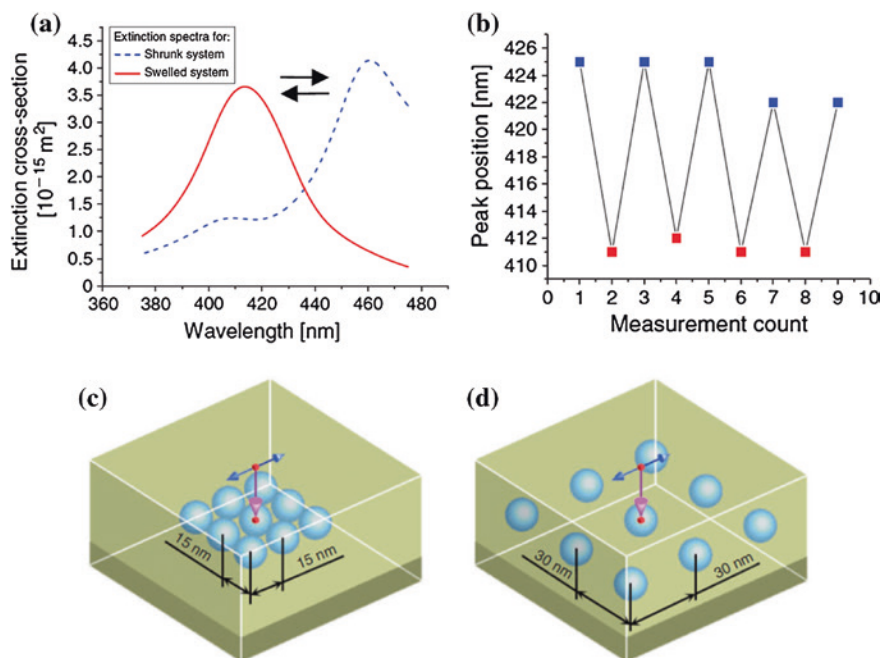 (a)
Extinction spectra for:
Shrunk system
Swelled system
Extinction cross-section
[10⁻¹⁵ m²]
4.5
4.0
3.5
3.0
2.5
2.0
1.5
1.0
0.5
0
360 380 400 420 440 460 480
Wavelength [nm]
(b)
Peak position [nm]
426
424
422
420
418
416
414
412
410
0 1 2 3 4 5 6 7 8 9 10
Measurement count
(c)
15 nm
15 nm
(d)
30 nm
30 nm